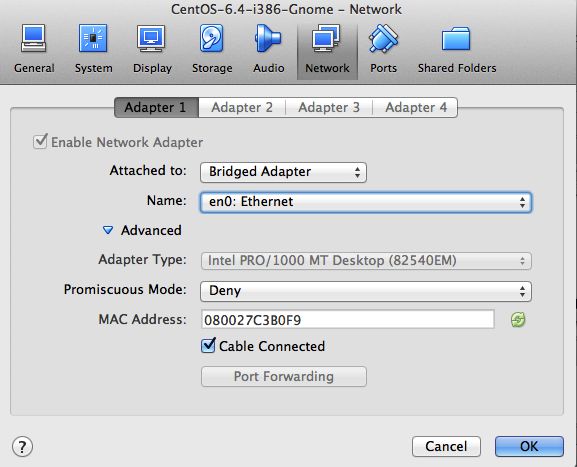 CentOS-6.4-i386-Gnome - Network
General System Display Storage Audio Network Ports Shared Folders
Adapter 1 Adapter 2 Adapter 3 Adapter 4
Enable Network Adapter
Attached to: Bridged Adapter
Name: en0: Ethernet
Advanced
Adapter Type: Intel PRO/1000 MT Desktop (82540EM)
Promiscuous Mode: Deny
MAC Address: 080027C3B0F9
Cable Connected
Port Forwarding
? Cancel OK